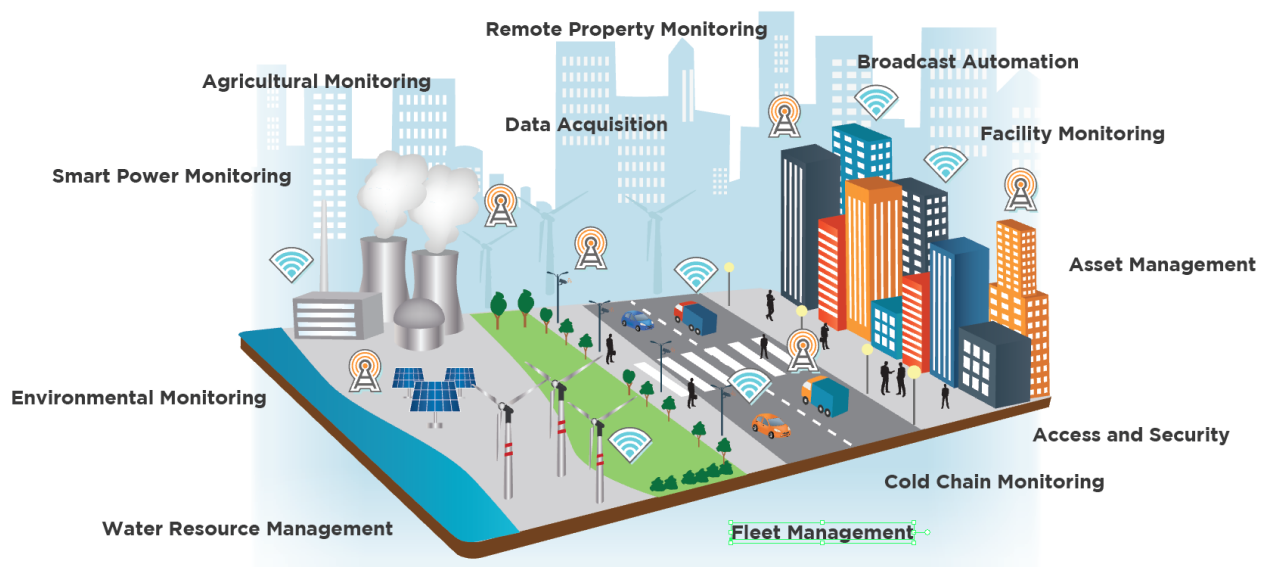 Remote Property Monitoring
Broadcast Automation
Agricultural Monitoring
Data Acquisition
Facility Monitoring
Smart Power Monitoring
Asset Management
Environmental Monitoring
Access and Security
Cold Chain Monitoring
Water Resource Management
Fleet Management